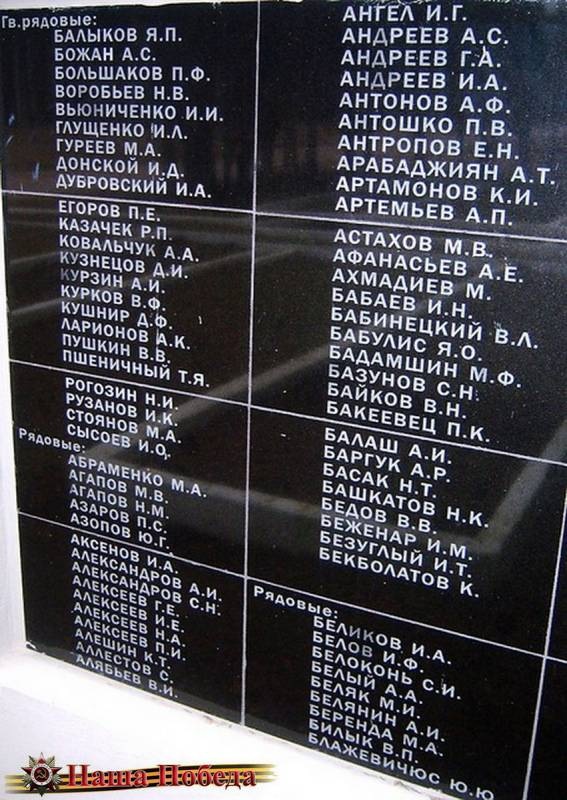 Гв.рядовые:
БАЛЫКОВ Я.П.
БОЖАН А.С.
БОЛЬШАКОВ П.Ф.
ВОРОБЬЕВ Н.В.
ВЬЮНИЧЕНКО И.И.
ГЛУЩЕНКО И.Л.
ГУРЕЕВ М.А.
ДОНСКОЙ И.Д.
ДУБРОВСКИЙ И.А.
ЕГОРОВ П.Е.
КАЗАЧЕК Р.П.
КОВАЛЬЧУК А.А.
КУЗНЕЦОВ Д.И.
КУРЗИН А.И.
КУРКОВ В.Ф.
КУШНИР Д.Ф.
ЛАРИОНОВ А.К.
ПУШКИН В.В.
ПШЕНИЧНЫЙ Т.Я.
РОГОЗИН Н.И.
РУЗАНОВ И.К.
СТОЯНОВ М.А.
СЫСОЕВ И.О.
Рядовые:
АБРАМЕНКО М.А.
АГАПОВ М.В.
АГАПОВ Н.М.
АЗАРОВ П.С.
АЗОПОВ Ю.Г.
АКСЕНОВ И.А.
АЛЕКСАНДРОВ А.И.
АЛЕКСАНДРОВ С.Н.
АЛЕКСЕЕВ Г.Е.
АЛЕКСЕЕВ И.Е.
АЛЕКСЕЕВ Н.А.
АЛЕКСЕЕВ П.И.
АЛЕШИН К.Т.
АЛЛЕСТОВ С.
АЛЯБЬЕВ В.И.
АНГЕЛ И.Г.
АНДРЕЕВ А.С.
АНДРЕЕВ Г.А.
АНДРЕЕВ И.А.
АНТОНОВ А.Ф.
АНТОШКО П.В.
АНТРОПОВ Е.Н.
АРАБАДЖИЯН А.Т.
АРТАМОНОВ К.И.
АРТЕМЬЕВ А.П.
АСТАХОВ М.В.
АФАНАСЬЕВ А.Е.
АХМАДИЕВ М.
БАБАЕВ И.Н.
БАБИНЕЦКИЙ В.Л.
БАБУЛИС Я.О.
БАДАМШИН М.Ф.
БАЗУНОВ С.Н.
БАЙКОВ В.Н.
БАКЕЕВЕЦ П.К.
БАЛАШ А.И.
БАРГУК А.Р.
БАСАК Н.Т.
БАШКАТОВ Н.К.
БЕДОВ В.В.
БЕЖЕНАР И.М.
БЕЗУГЛЫЙ И.Т.
БЕКБОЛАТОВ К.
Рядовые:
БЕЛИКОВ И.А.
БЕЛОВ И.Ф.
БЕЛОКОНЬ С.И.
БЕЛЫЙ А.А.
БЕЛЯК М.И.
БЕЛЯНИН А.И.
БЕРЕНДА М.А.
БИЛЫК В.П.
БЛАЖЕВИЧЮС Ю.Ю
Наша Победа